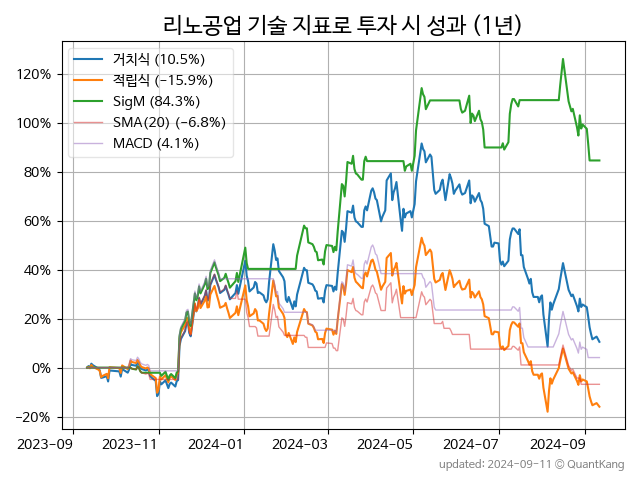 리노공업 기술 지표로 투자 시 성과 (1년)
거치식 (10.5%)
적립식 (−15.9%)
SigM (84.3%)
SMA(20) (−6.8%)
MACD (4.1%)
120%
100%
80%
60%
40%
20%
0%
−20%
2023-09
2023-11
2024-01
2024-03
2024-05
2024-07
2024-09
updated: 2024-09-11 © QuantKang